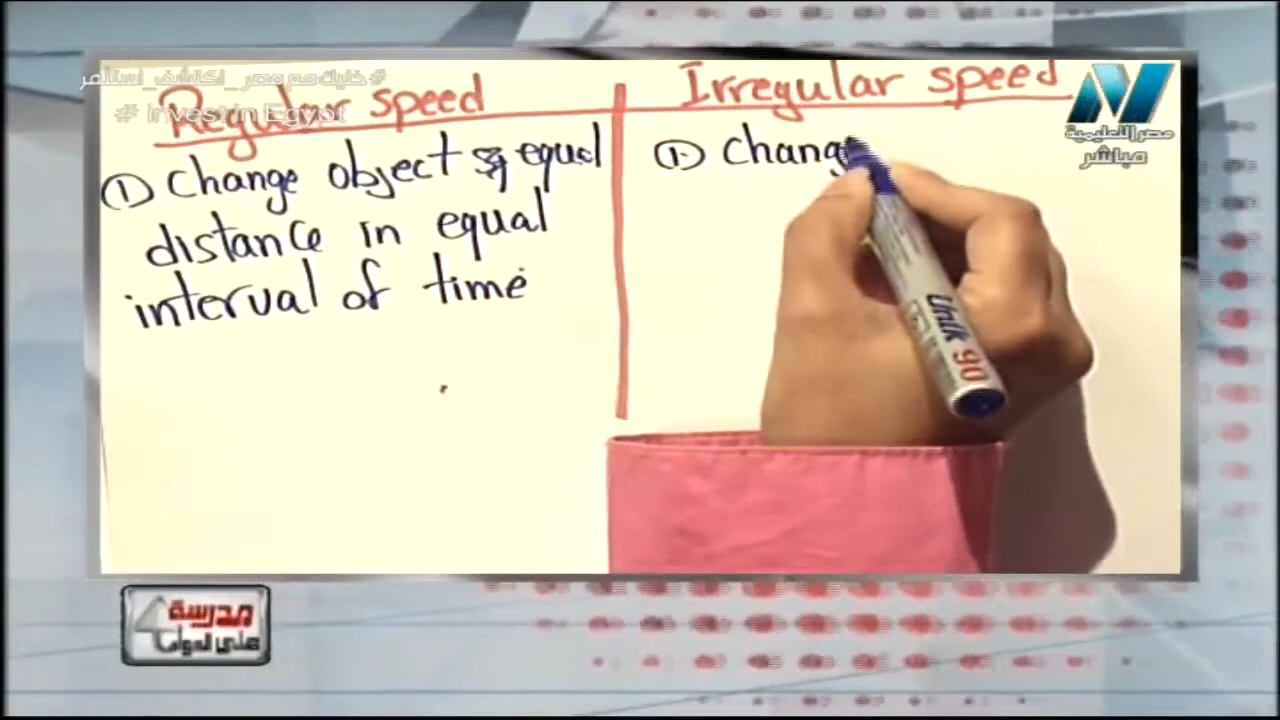 #خليك_مع_مصر_اكتشف_إستثمر
# Invest in Egypt
Regular speed
Irregular speed
مصر التعليمية
مباشر
① Change object equal
distance in equal
interval of time
① Chang
Unik 90
مدرسة
على الهواء